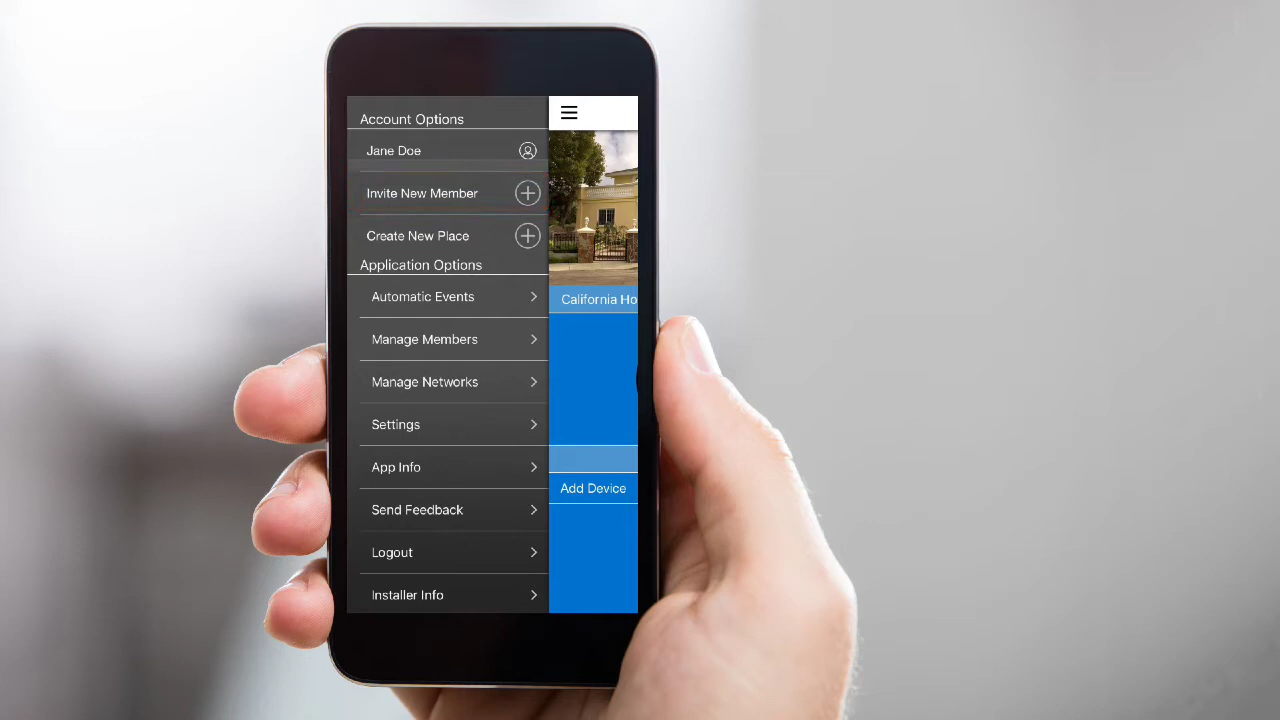 Account Options
Jane Doe
Invite New Member
Create New Place
Application Options
Automatic Events
Manage Members
Manage Networks
Settings
App Info
Send Feedback
Logout
Installer Info
California Ho
Add Device